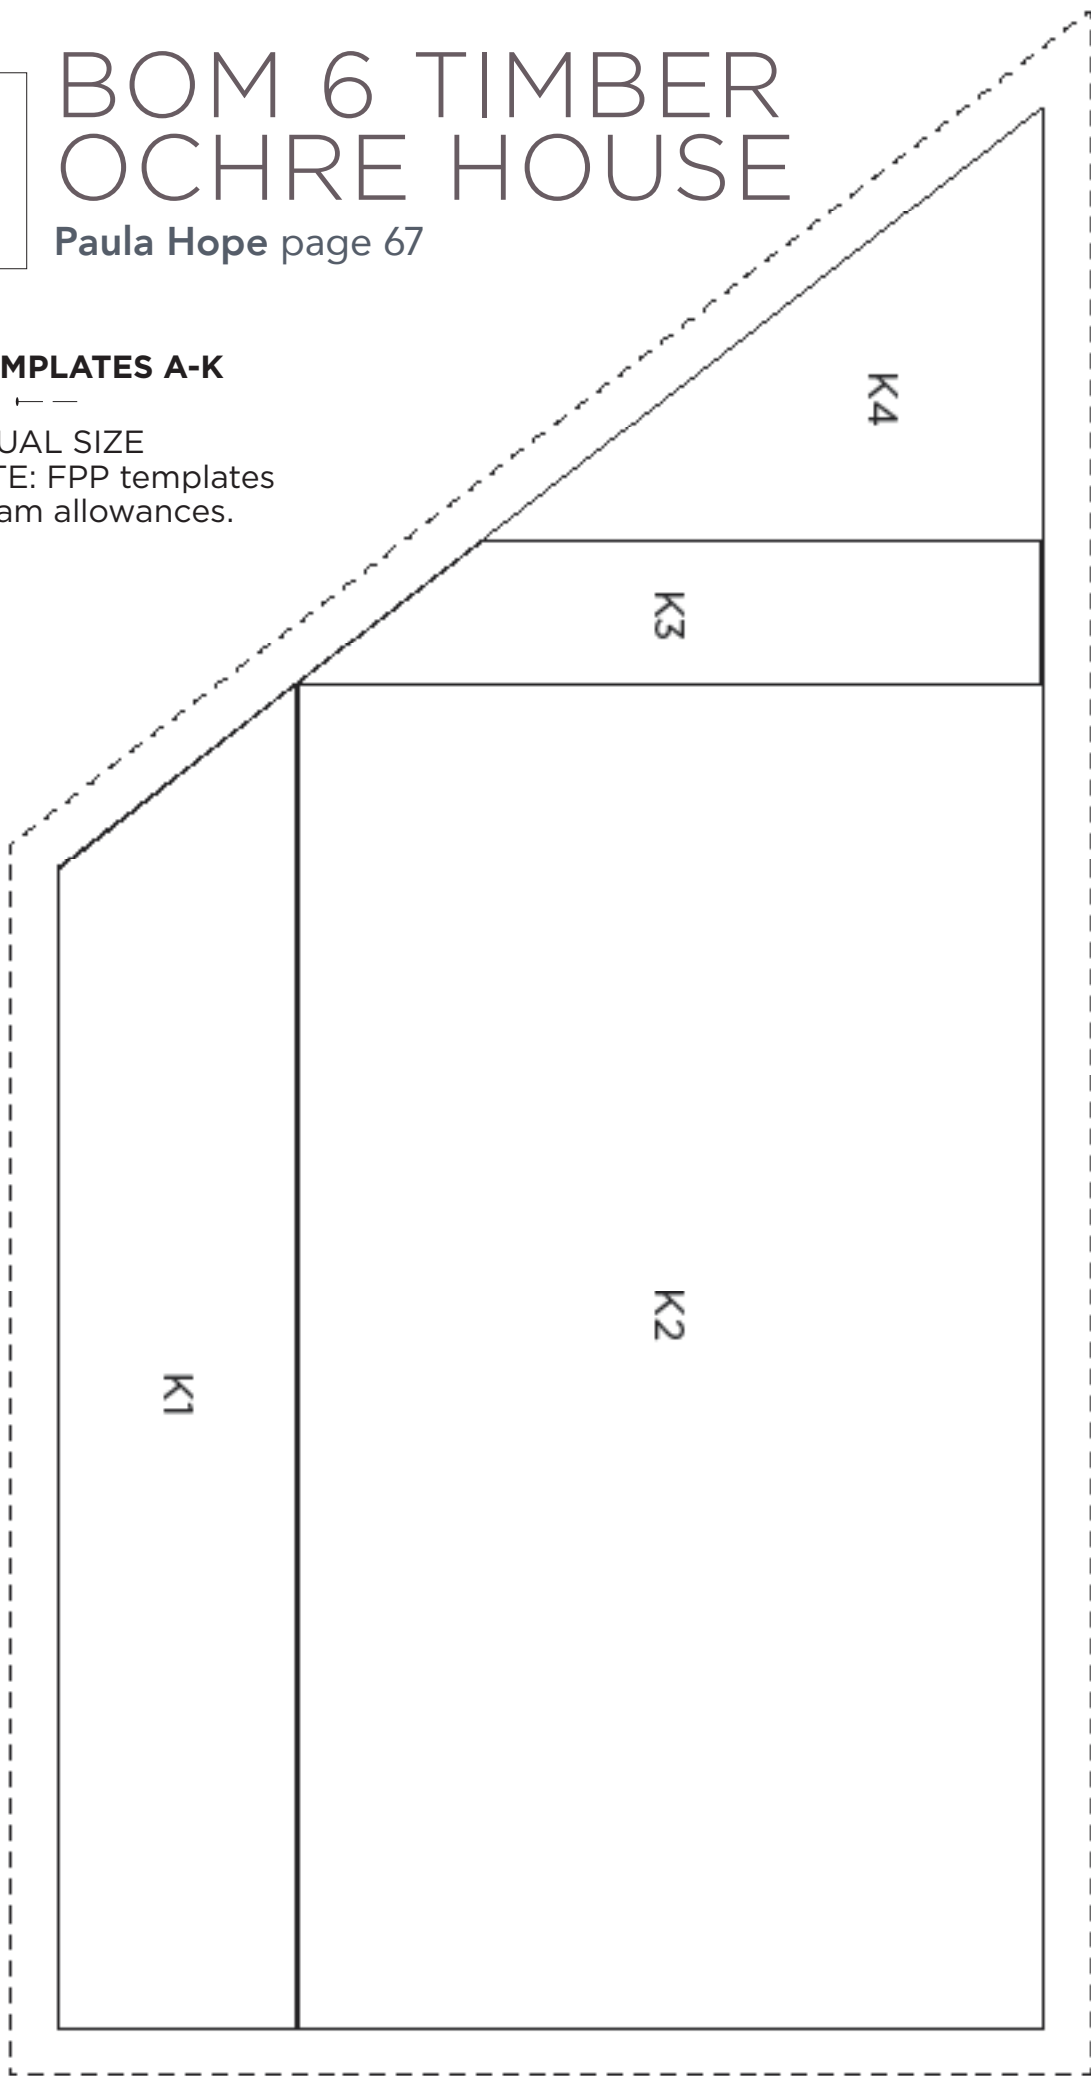 BOM 6 TIMBER
OCHRE HOUSE
Paula Hope page 67
MPLATES A-K
UAL SIZE
TE: FPP templates
am allowances.
K4
K3
K2
K1